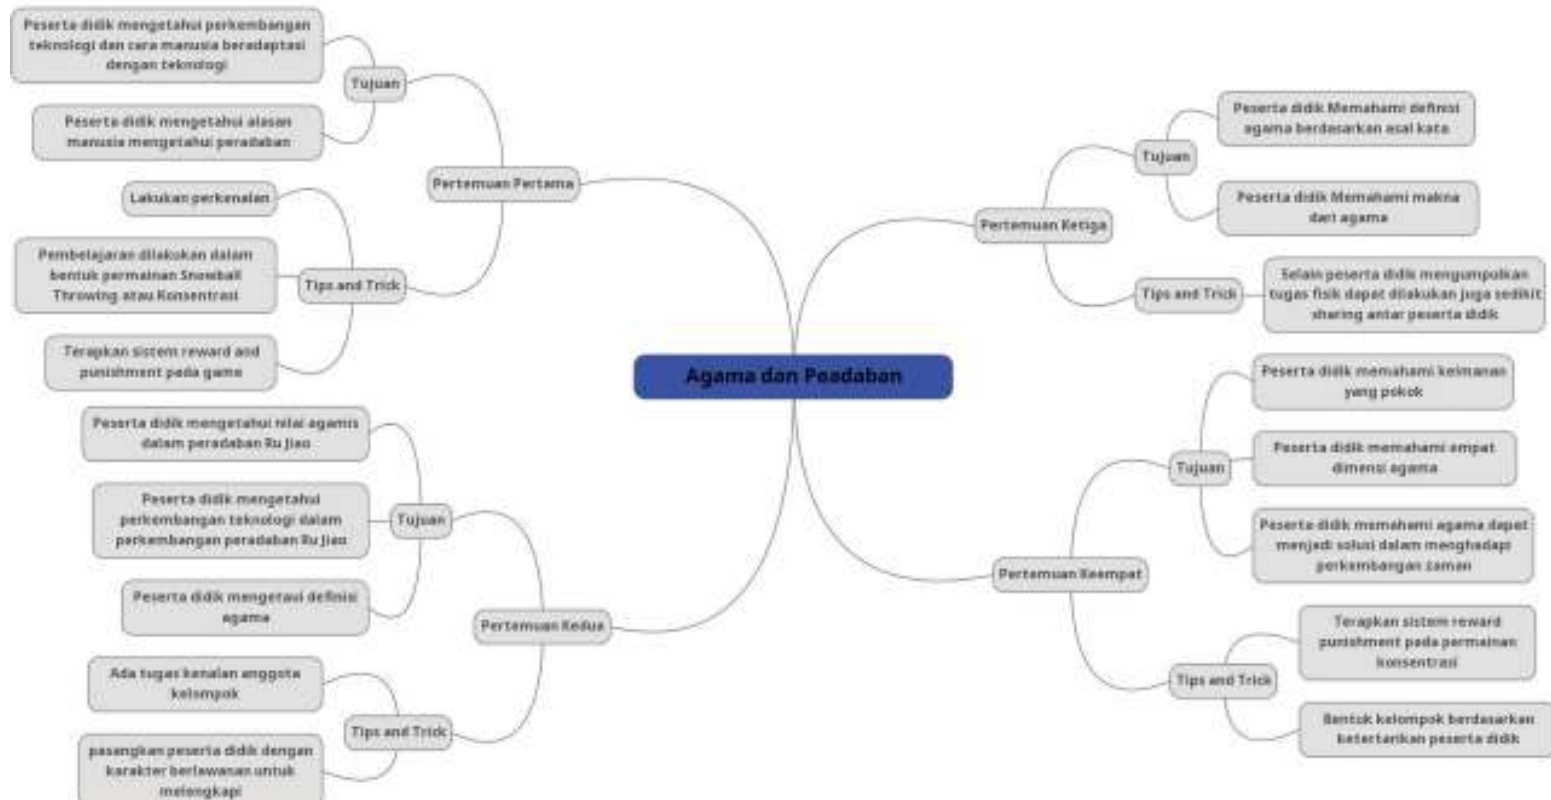 Agama dan Peadaban
Pertemuan Pertama
Tujuan
Peserta didik mengetahui perkembangan
teknologi dan cara manusia beradaptasi
dengan teknologi
Peserta didik mengetahui alasan
manusia mengetahui peradaban
Tips and Trick
Lakukan perkenalan
Pembelajaran dilakukan dalam
bentuk permainan Snowball
Throwing atau Konsentrasi
Terapkan sistem reward and
punishment pada game
Pertemuan Kedua
Tujuan
Peserta didik mengetahui nilai agamis
dalam peradaban Ru Jiao
Peserta didik mengetahui
perkembangan teknologi dalam
perkembangan peradaban Ru Jiao
Peserta didik mengetaui definisi
agama
Tips and Trick
Ada tugas kenalan anggota
kelompok
pasangkan peserta didik dengan
karakter berlawanan untuk
melengkapi
Pertemuan Ketiga
Tujuan
Peserta didik Memahami definisi
agama berdasarkan asal kata
Peserta didik Memahami makna
dari agama
Tips and Trick
Selain peserta didik mengumpulkan
tugas fisik dapat dilakukan juga sedikit
sharing antar peserta didik
Pertemuan Keempat
Tujuan
Peserta didik memahami keimanan
yang pokok
Peserta didik memahami empat
dimensi agama
Peserta didik memahami agama dapat
menjadi solusi dalam menghadapi
perkembangan zaman
Tips and Trick
Terapkan sistem reward
punishment pada permainan
konsentrasi
Bentuk kelompok berdasarkan
ketertarikan peserta didik